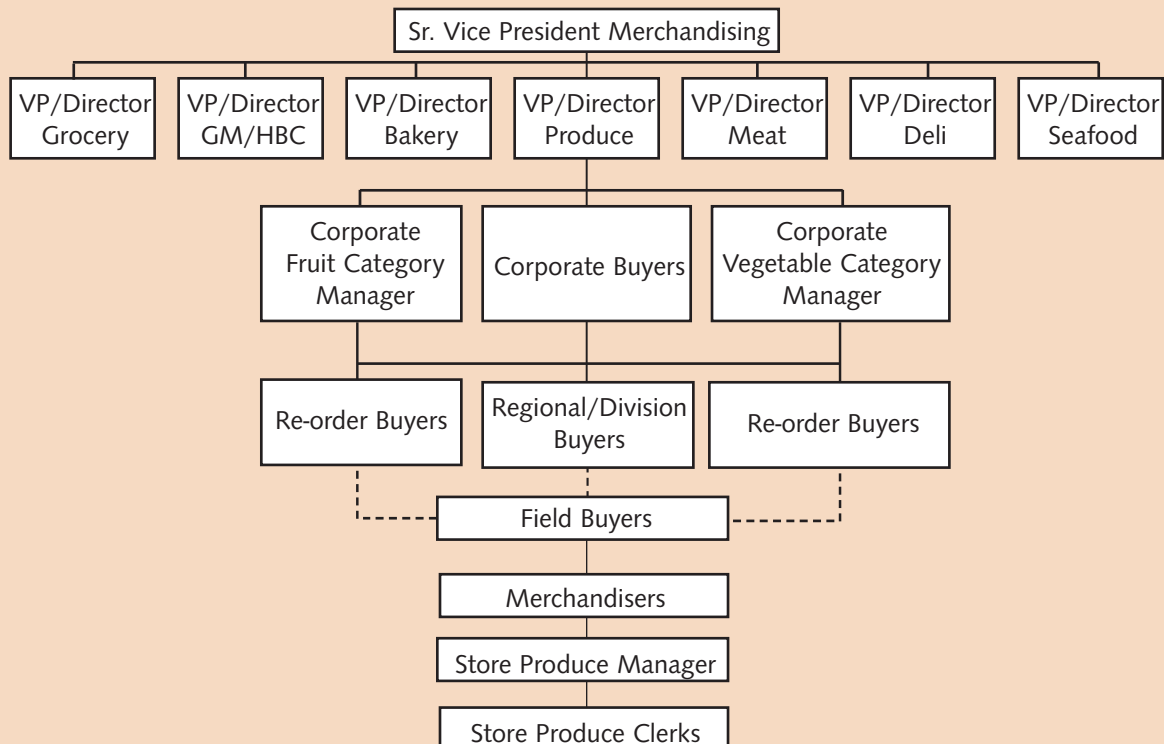 Sr. Vice President Merchandising
VP/Director
Grocery
VP/Director
GM/HBC
VP/Director
Bakery
VP/Director
Produce
VP/Director
Meat
VP/Director
Deli
VP/Director
Seafood
Corporate
Fruit Category
Manager
Corporate Buyers
Corporate
Vegetable Category
Manager
Re-order Buyers
Regional/Division
Buyers
Re-order Buyers
Field Buyers
Merchandisers
Store Produce Manager
Store Produce Clerks